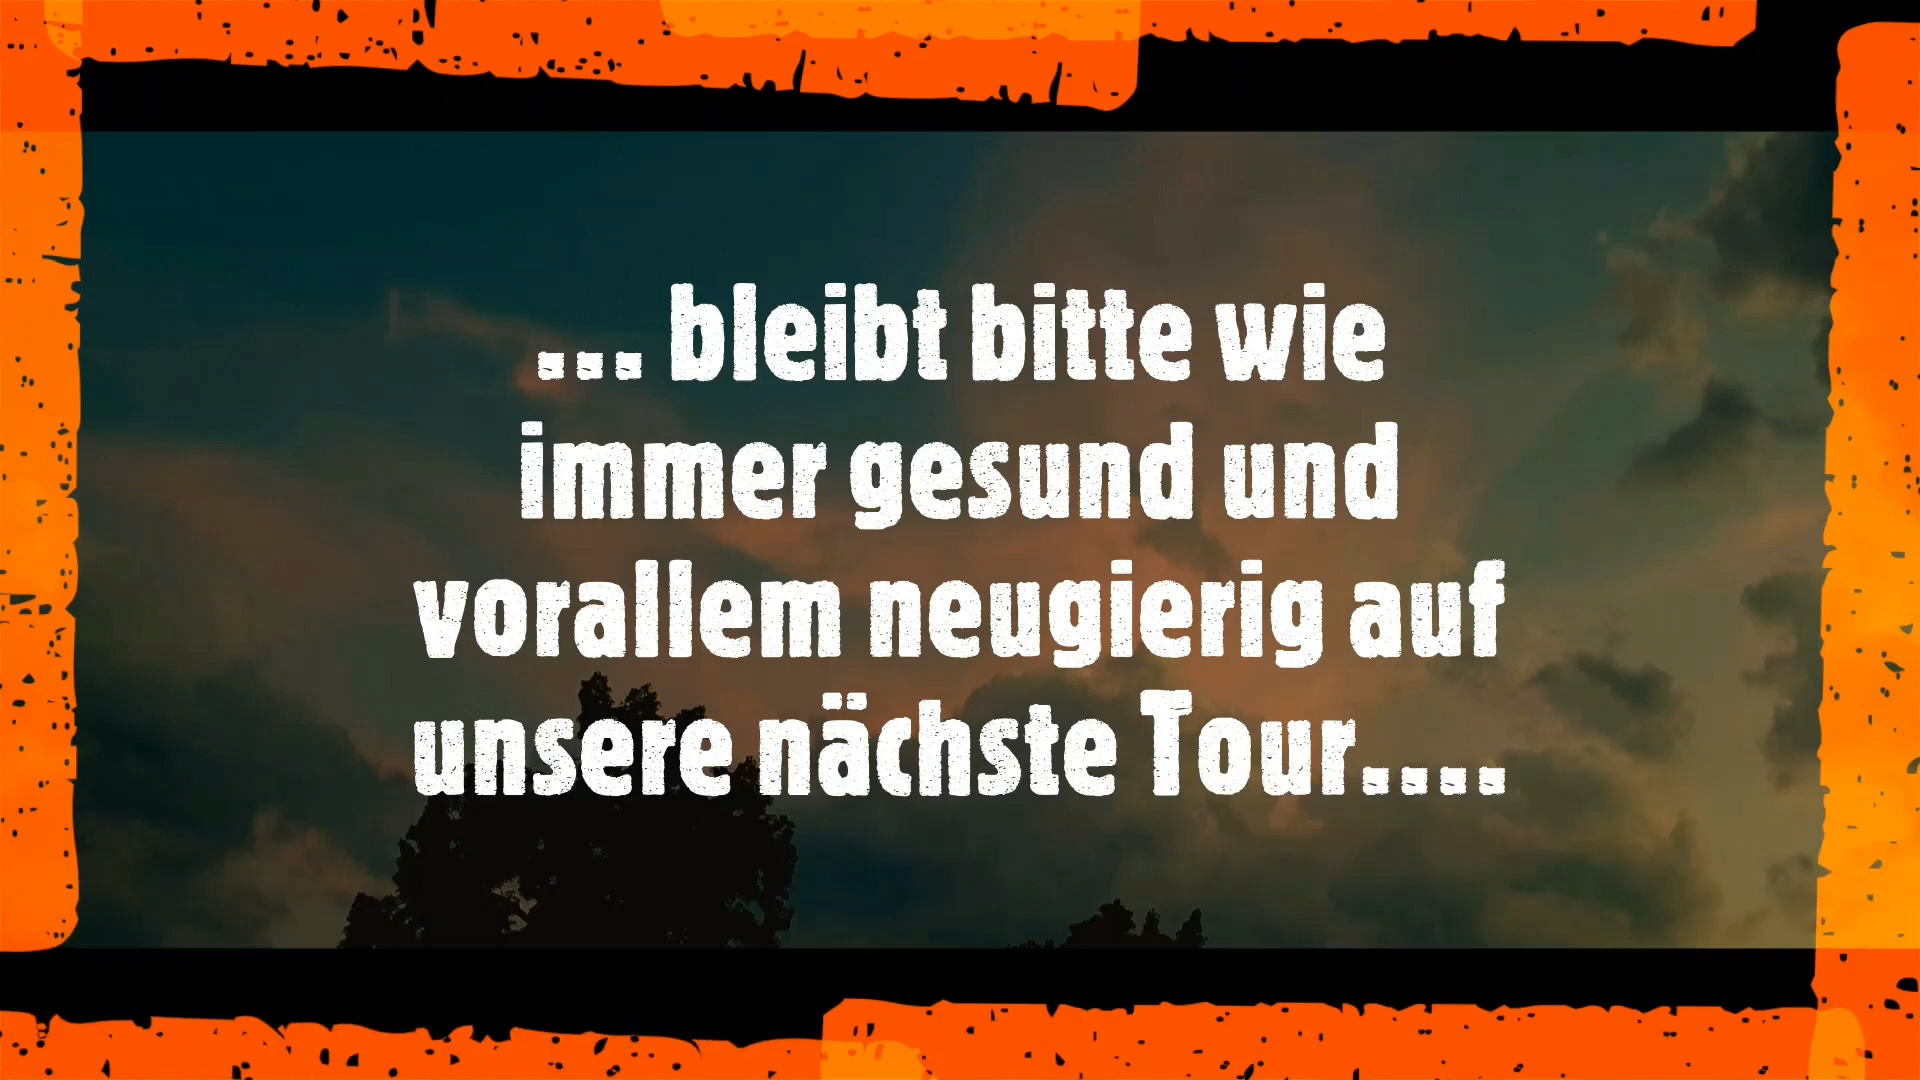 ... bleibt bitte wie
immer gesund und
vorallem neugierig auf
unsere nächste Tour....